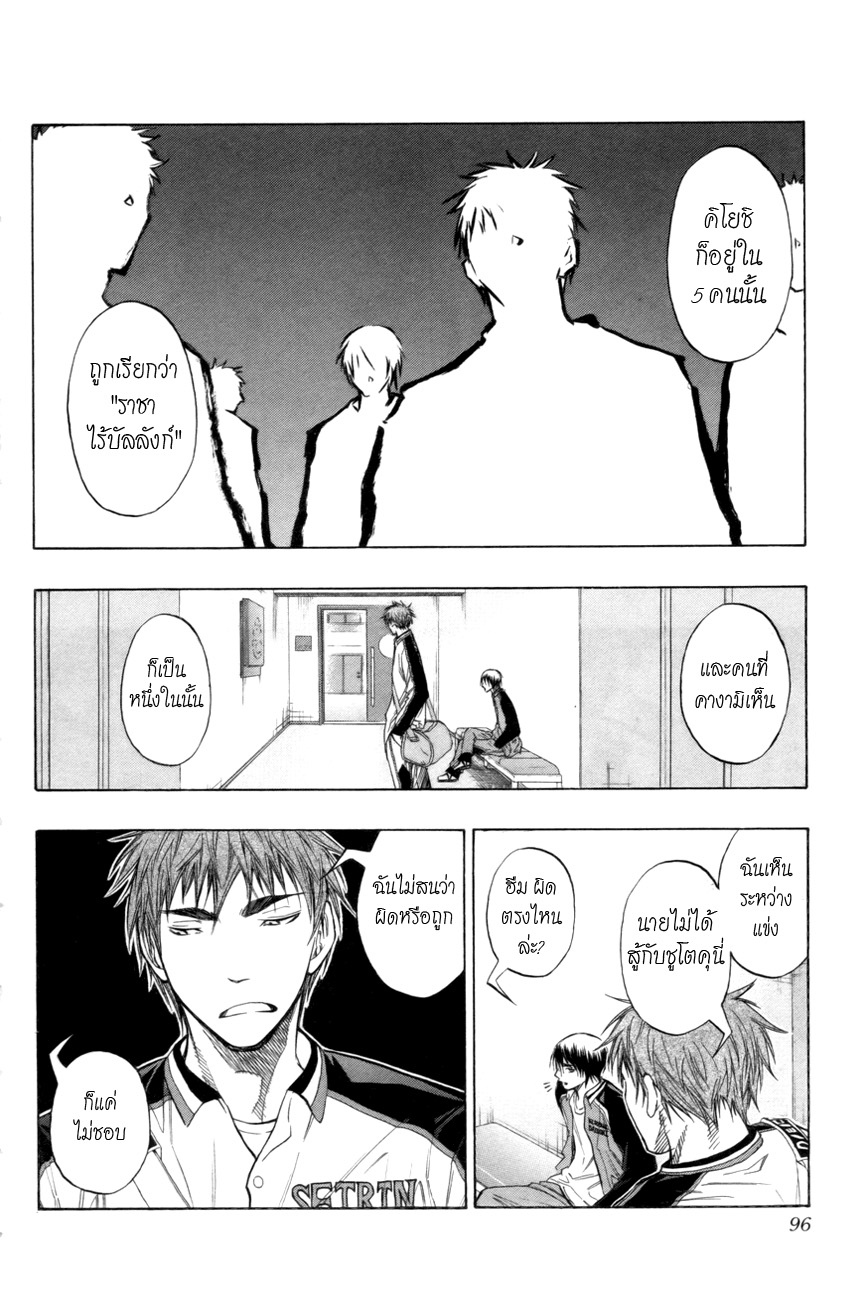 คิโยชิ
ก็อยู่ใน
5 คนนั้น
ถูกเรียกว่า
"ราชา
ไร้บัลลังก์"
และคนที่
คางามิเห็น
ก็เป็น
หนึ่งในนั้น
ฉันเห็น
ระหว่าง
แข่ง
นายไม่ได้
สู้กับชูโตคุนี่
ฮึม ผิด
ตรงไหน
ล่ะ?
ฉันไม่สนว่า
ผิดหรือถูก
ก็แค่
ไม่ชอบ
SEIRIN
96